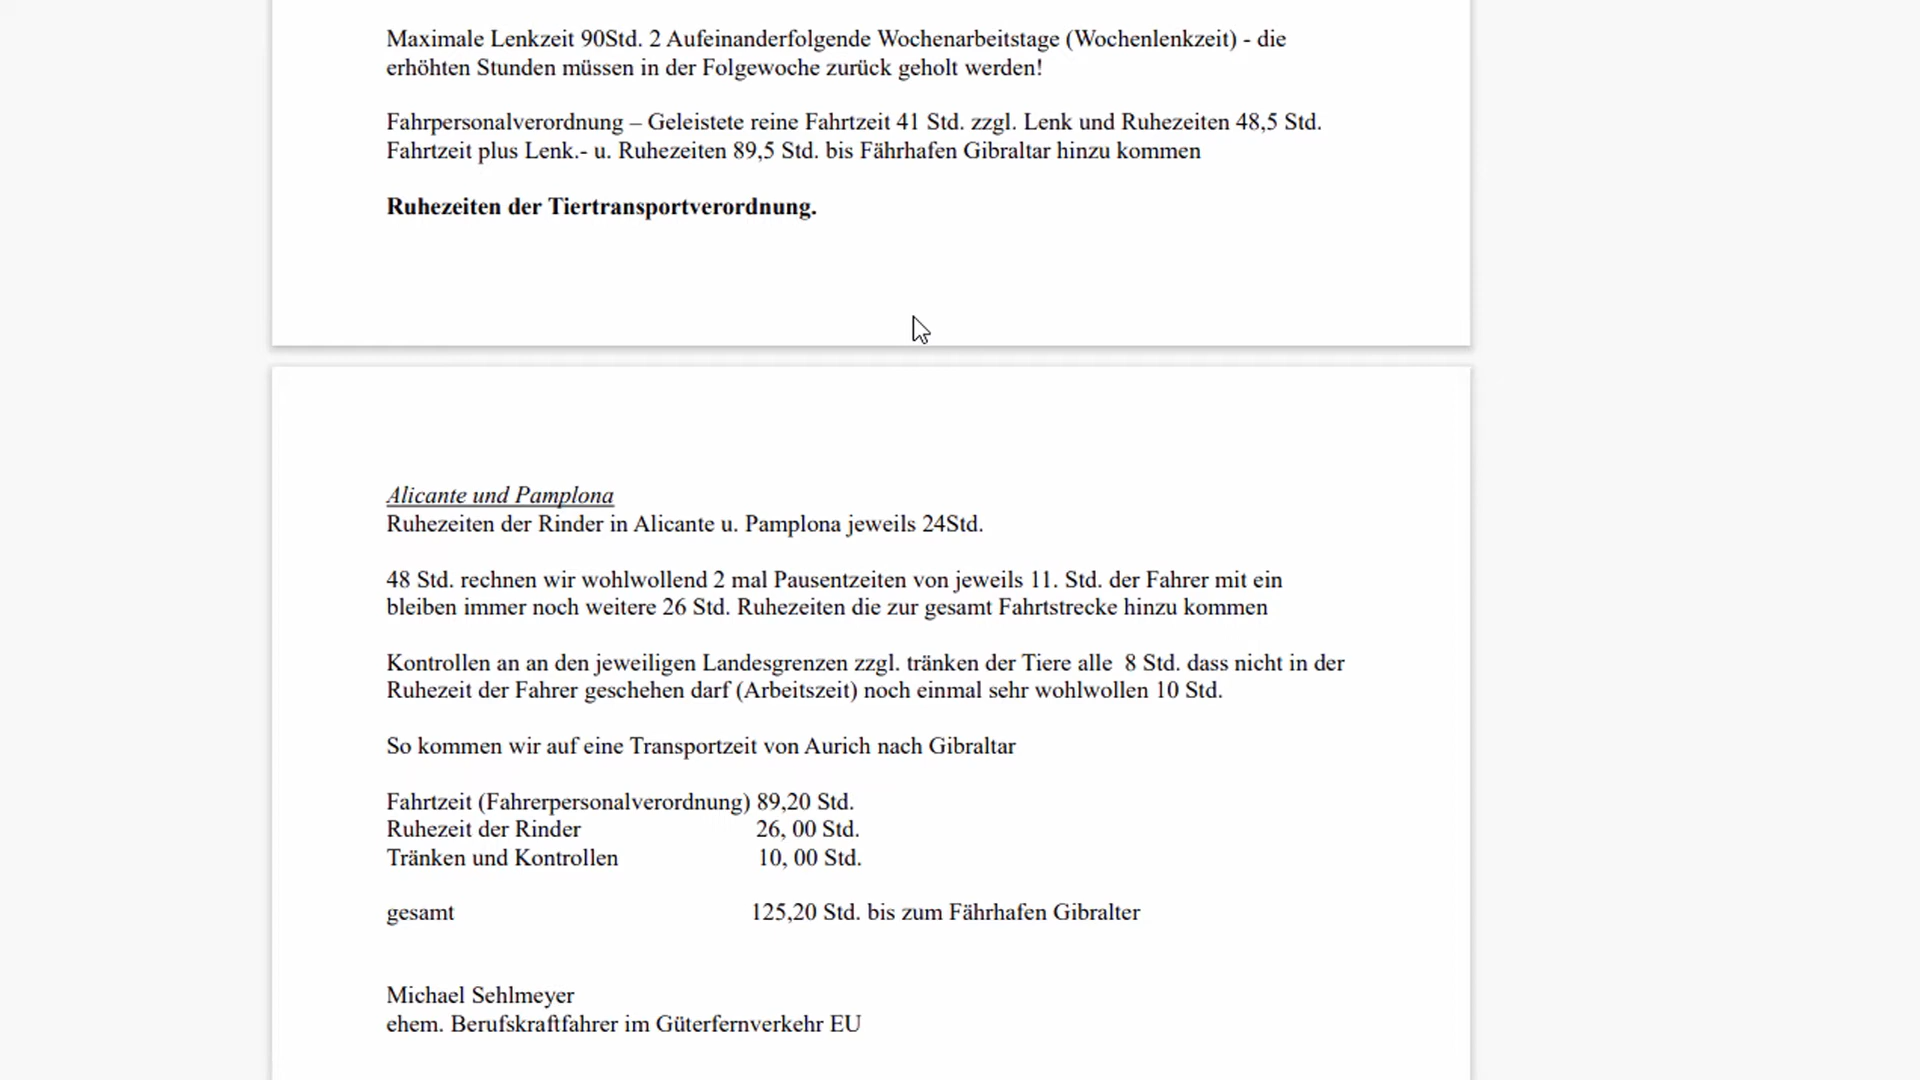 Maximale Lenkzeit 90Std. 2 Aufeinanderfolgende Wochenarbeitstage (Wochenlenkzeit) - die
erhöhten Stunden müssen in der Folgewoche zurück geholt werden!
Fahrpersonalverordnung – Geleistete reine Fahrtzeit 41 Std. zzgl. Lenk und Ruhezeiten 48,5 Std.
Fahrtzeit plus Lenk.- u. Ruhezeiten 89,5 Std. bis Fährhafen Gibraltar hinzu kommen
Ruhezeiten der Tiertransportverordnung.
Alicante und Pamplona
Ruhezeiten der Rinder in Alicante u. Pamplona jeweils 24Std.
48 Std. rechnen wir wohlwollend 2 mal Pausentzeiten von jeweils 11. Std. der Fahrer mit ein
bleiben immer noch weitere 26 Std. Ruhezeiten die zur gesamt Fahrtstrecke hinzu kommen
Kontrollen an an den jeweiligen Landesgrenzen zzgl. tränken der Tiere alle  8 Std. dass nicht in der
Ruhezeit der Fahrer geschehen darf (Arbeitszeit) noch einmal sehr wohlwollen 10 Std.
So kommen wir auf eine Transportzeit von Aurich nach Gibraltar
Fahrtzeit (Fahrerpersonalverordnung) 89,20 Std.
Ruhezeit der Rinder 26, 00 Std.
Tränken und Kontrollen 10, 00 Std.
gesamt 125,20 Std. bis zum Fährhafen Gibralter
Michael Sehlmeyer
ehem. Berufskraftfahrer im Güterfernverkehr EU